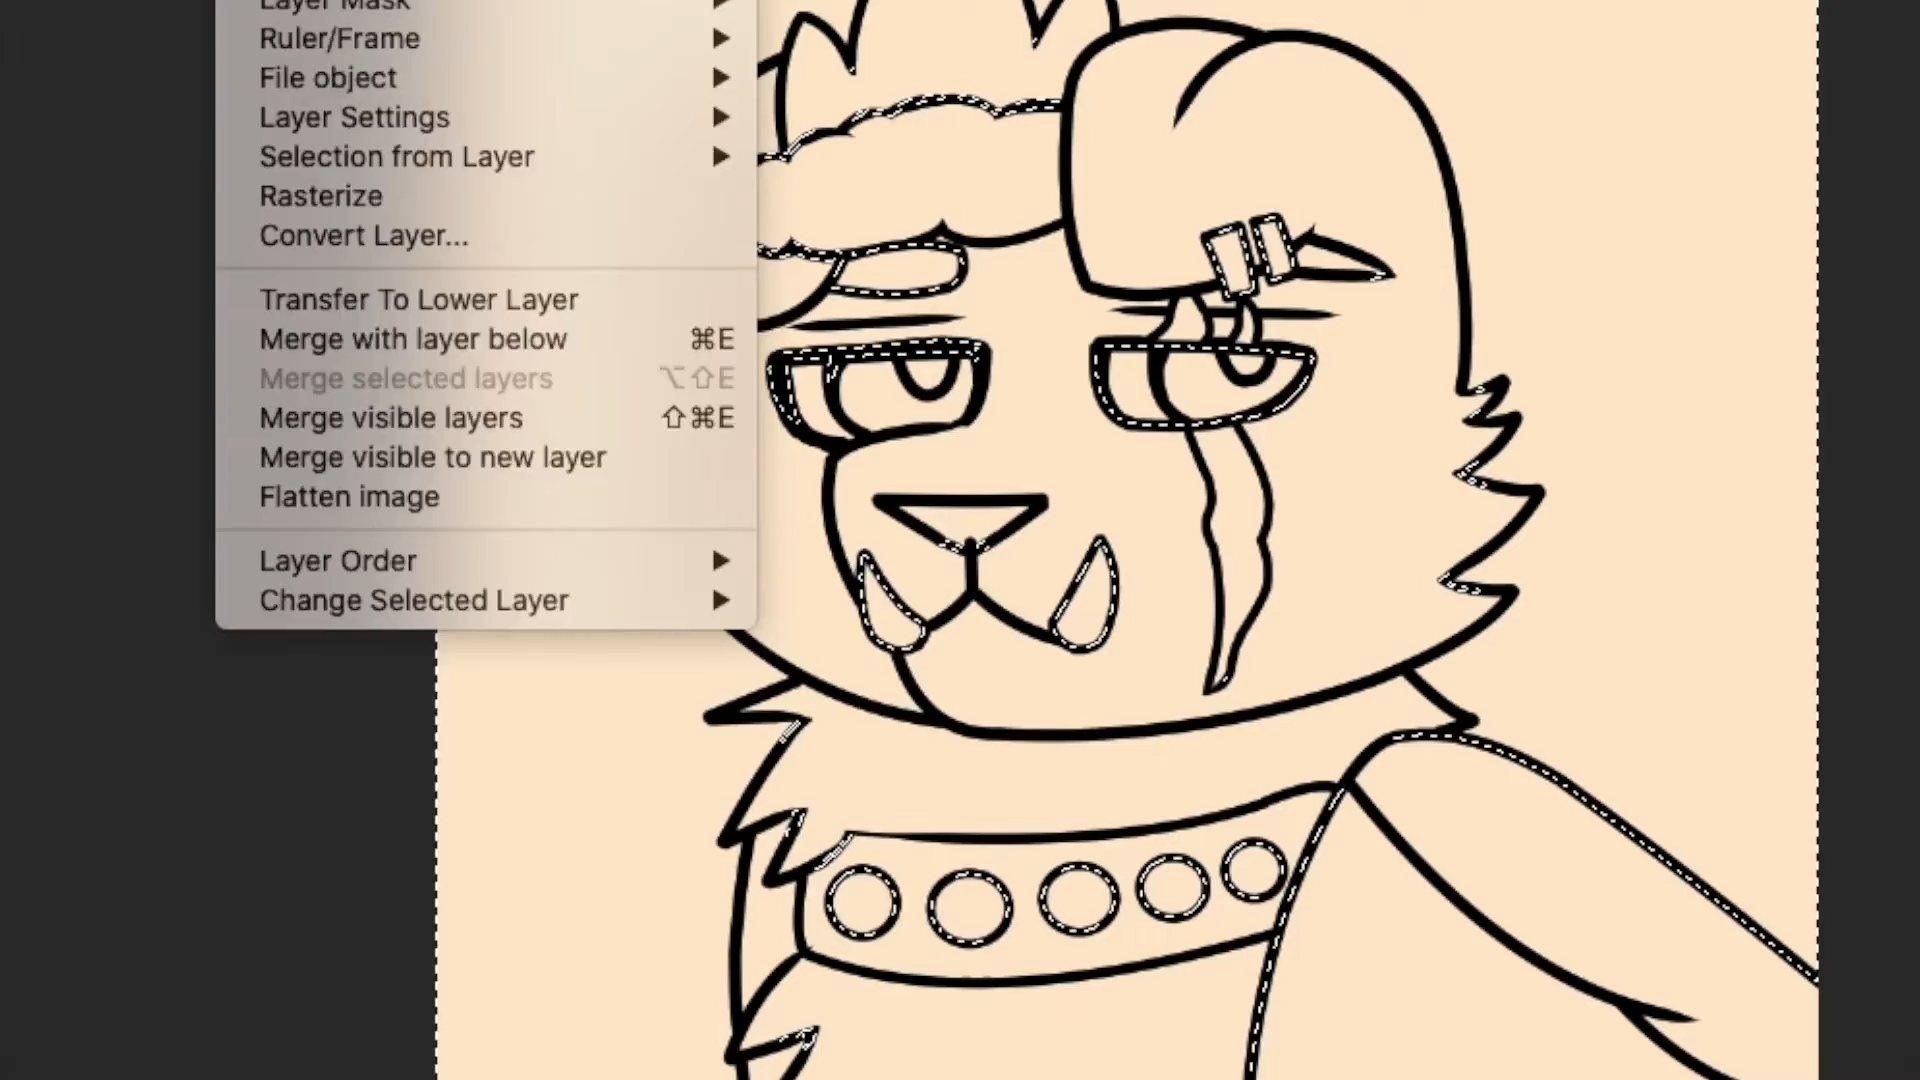 Layer Mask
Ruler/Frame
File object
Layer Settings
Selection from Layer
Rasterize
Convert Layer...
Transfer To Lower Layer
Merge with layer below ⌘E
Merge selected layers ⌥⇧E
Merge visible layers ⇧⌘E
Merge visible to new layer
Flatten image
Layer Order
Change Selected Layer